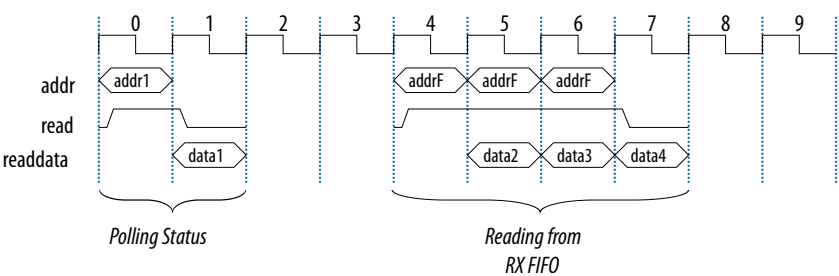 0 1 2 3 4 5 6 7 8 9
addr addr1 addrF addrF addrF
read
readdata data1 data2 data3 data4
Polling Status Reading from
RX FIFO